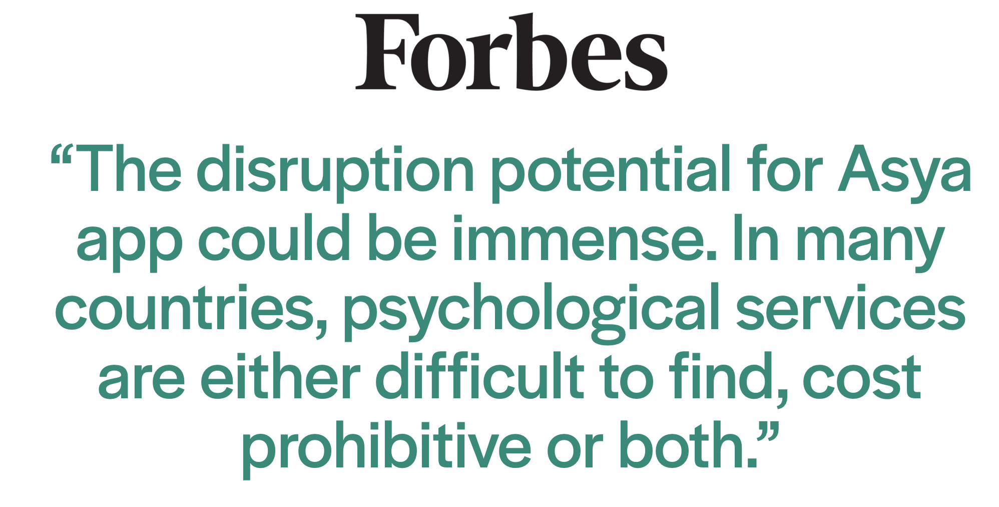 Forbes
“The disruption potential for Asya
app could be immense. In many
countries, psychological services
are either difficult to find, cost
prohibitive or both.”